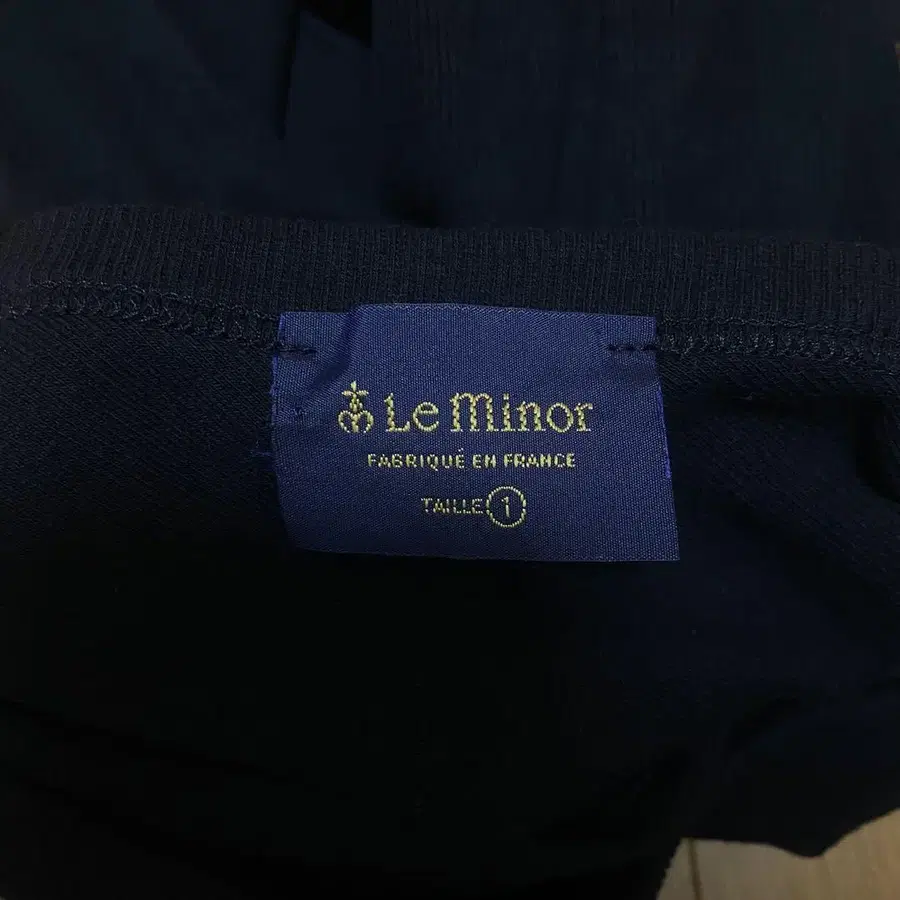 Le Minor
FABRIQUÉ EN FRANCE
TAILLE 1